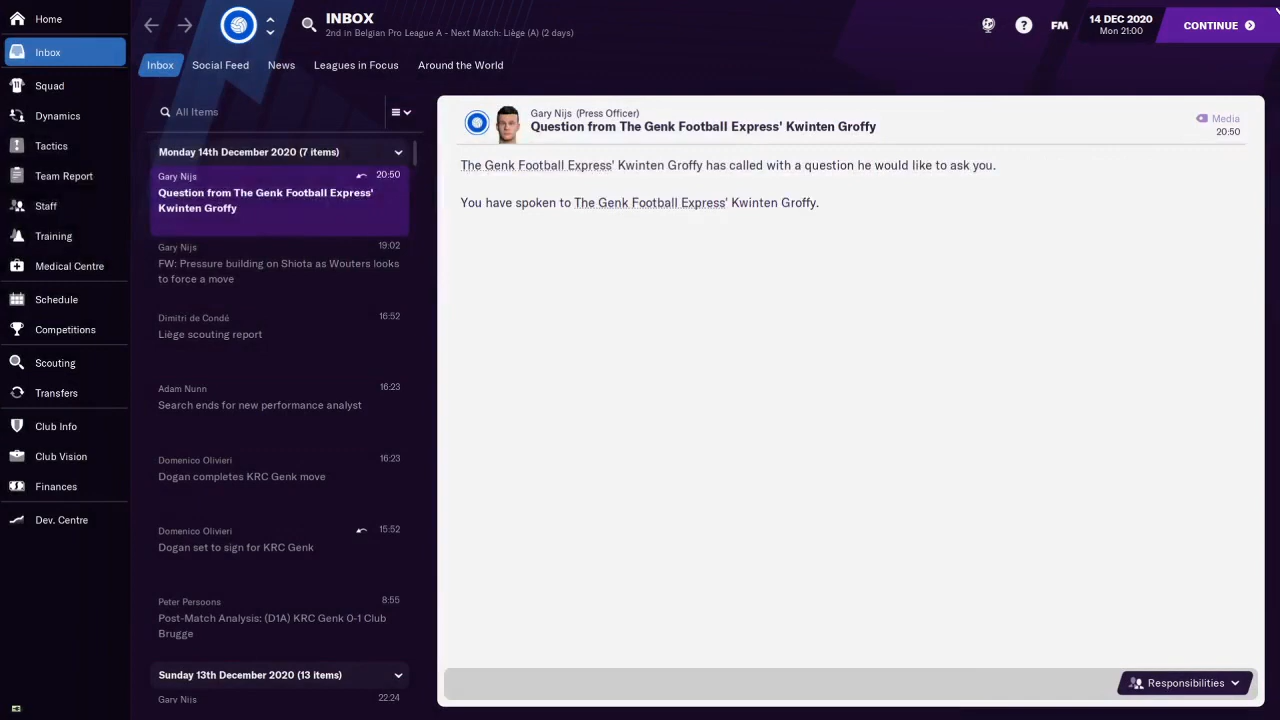 Home
Inbox
Squad
Dynamics
Tactics
Team Report
Staff
Training
Medical Centre
Schedule
Competitions
Scouting
Transfers
Club Info
Club Vision
Finances
Dev. Centre
INBOX
2nd in Belgian Pro League A - Next Match: Liège (A) (2 days)
FM
14 DEC 2020
Mon 21:00
CONTINUE
Inbox
Social Feed
News
Leagues in Focus
Around the World
All Items
Monday 14th December 2020 (7 items)
Gary Nijs 20:50
Question from The Genk Football Express'
Kwinten Groffy
Gary Nijs 19:02
FW: Pressure building on Shiota as Wouters looks
to force a move
Dimitri de Condé 16:52
Liège scouting report
Adam Nunn 16:23
Search ends for new performance analyst
Domenico Olivieri 16:23
Dogan completes KRC Genk move
Domenico Olivieri 15:52
Dogan set to sign for KRC Genk
Peter Persoons 8:55
Post-Match Analysis: (D1A) KRC Genk 0-1 Club
Brugge
Sunday 13th December 2020 (13 items)
Gary Nijs 22:24
Gary Nijs (Press Officer)
Question from The Genk Football Express' Kwinten Groffy
Media
20:50
The Genk Football Express' Kwinten Groffy has called with a question he would like to ask you.
You have spoken to The Genk Football Express' Kwinten Groffy.
Responsibilities